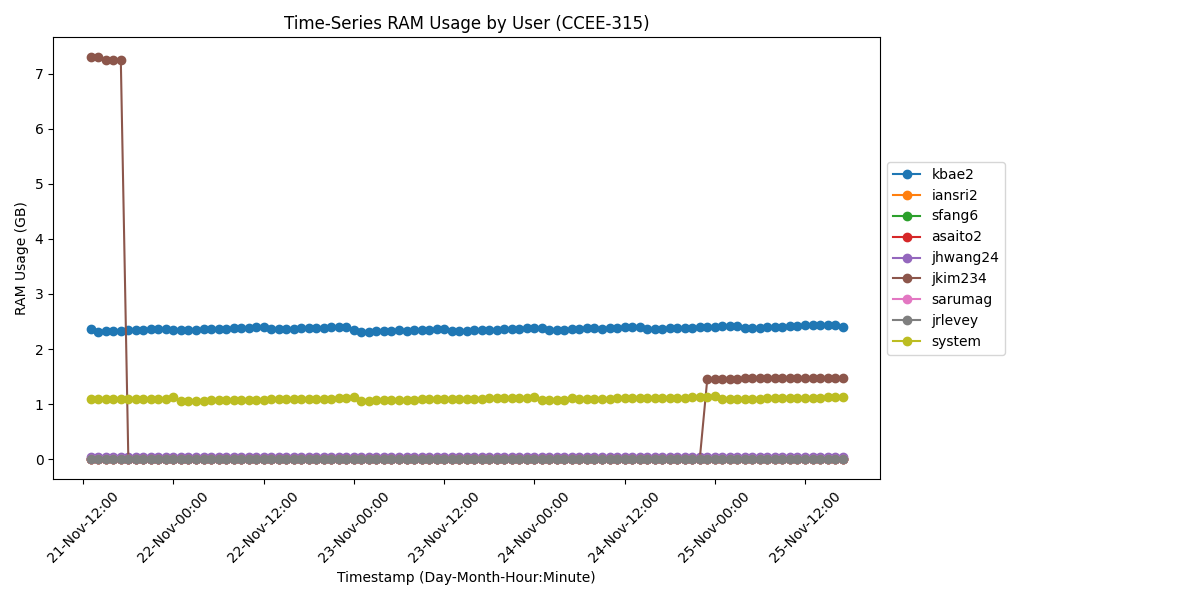 Time-Series RAM Usage by User (CCEE-315)
RAM Usage (GB)
7
6
5
4
3
2
1
0
21-Nov-12:00
22-Nov-00:00
22-Nov-12:00
23-Nov-00:00
23-Nov-12:00
24-Nov-00:00
24-Nov-12:00
25-Nov-00:00
25-Nov-12:00
Timestamp (Day-Month-Hour:Minute)
kbae2
iansri2
sfang6
asaito2
jhwang24
jkim234
sarumag
jrlevey
system